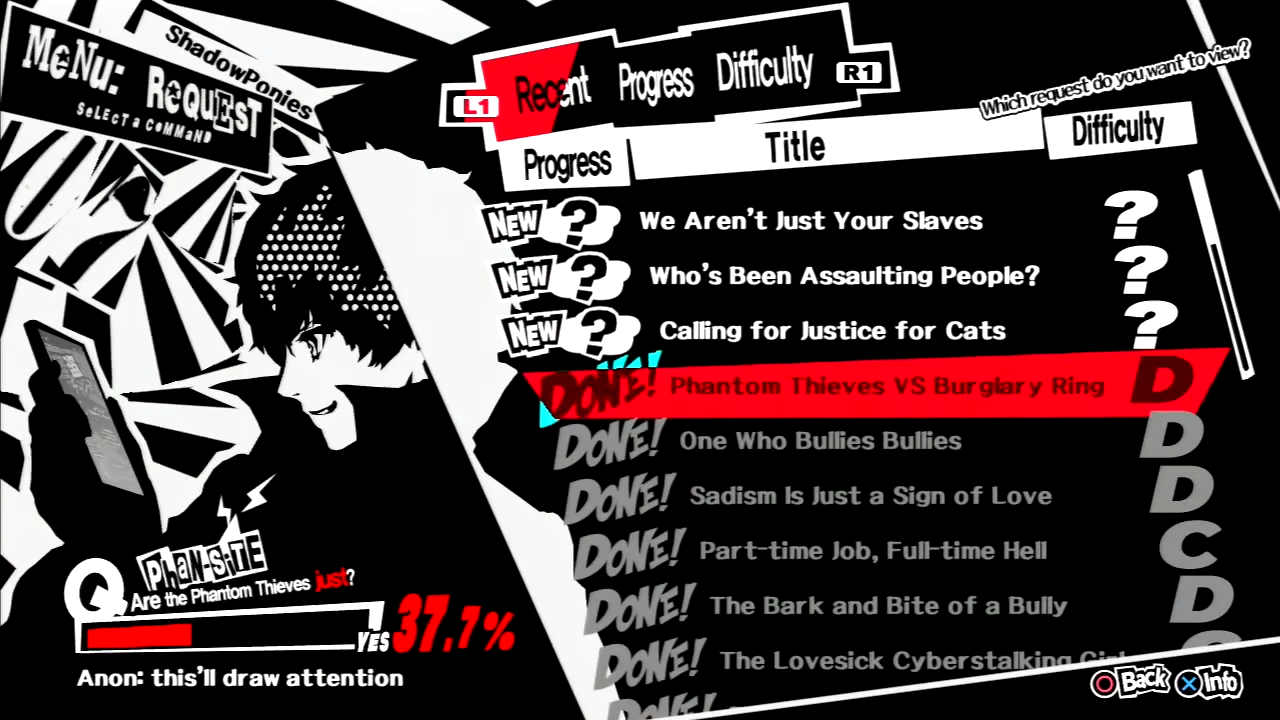 MENU: REQUEST
SELECT A COMMAND
ShadowPonies
L1 Recent Progress Difficulty R1
Which request do you want to view?
Progress Title Difficulty
NEW ? We Aren't Just Your Slaves ?
NEW ? Who's Been Assaulting People? ?
NEW ? Calling for Justice for Cats ?
DONE! Phantom Thieves VS Burglary Ring D
DONE! One Who Bullies Bullies D
DONE! Sadism Is Just a Sign of Love D
DONE! Part-time Job, Full-time Hell C
DONE! The Bark and Bite of a Bully D
DONE! The Lovesick Cyberstalking Girl
DONE!
PHAN-SITE
Q Are the Phantom Thieves just?
YES 37.7%
Anon: this'll draw attention
Back Info